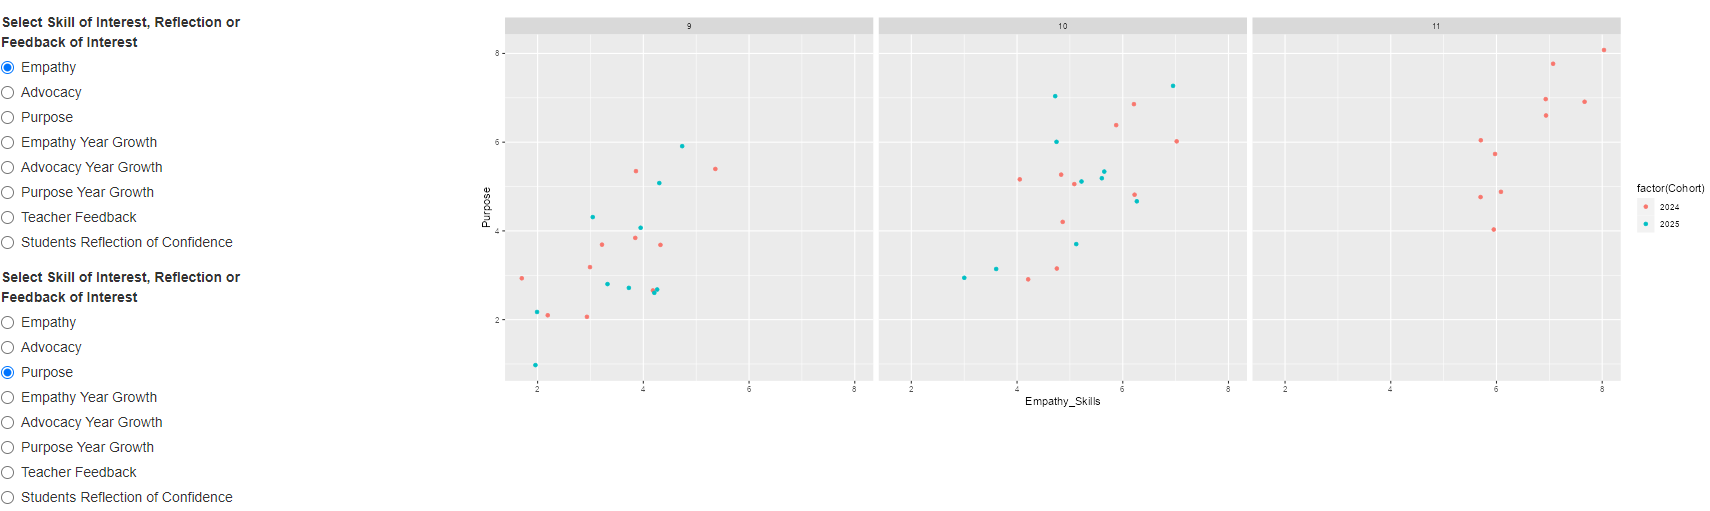 Select Skill of Interest, Reflection or
Feedback of Interest
Empathy
Advocacy
Purpose
Empathy Year Growth
Advocacy Year Growth
Purpose Year Growth
Teacher Feedback
Students Reflection of Confidence
Select Skill of Interest, Reflection or
Feedback of Interest
Empathy
Advocacy
Purpose
Empathy Year Growth
Advocacy Year Growth
Purpose Year Growth
Teacher Feedback
Students Reflection of Confidence
9 10 11
8
6
4
2
Purpose
2 4 6 8 2 4 6 8 2 4 6 8
Empathy_Skills
factor(Cohort)
2024
2025